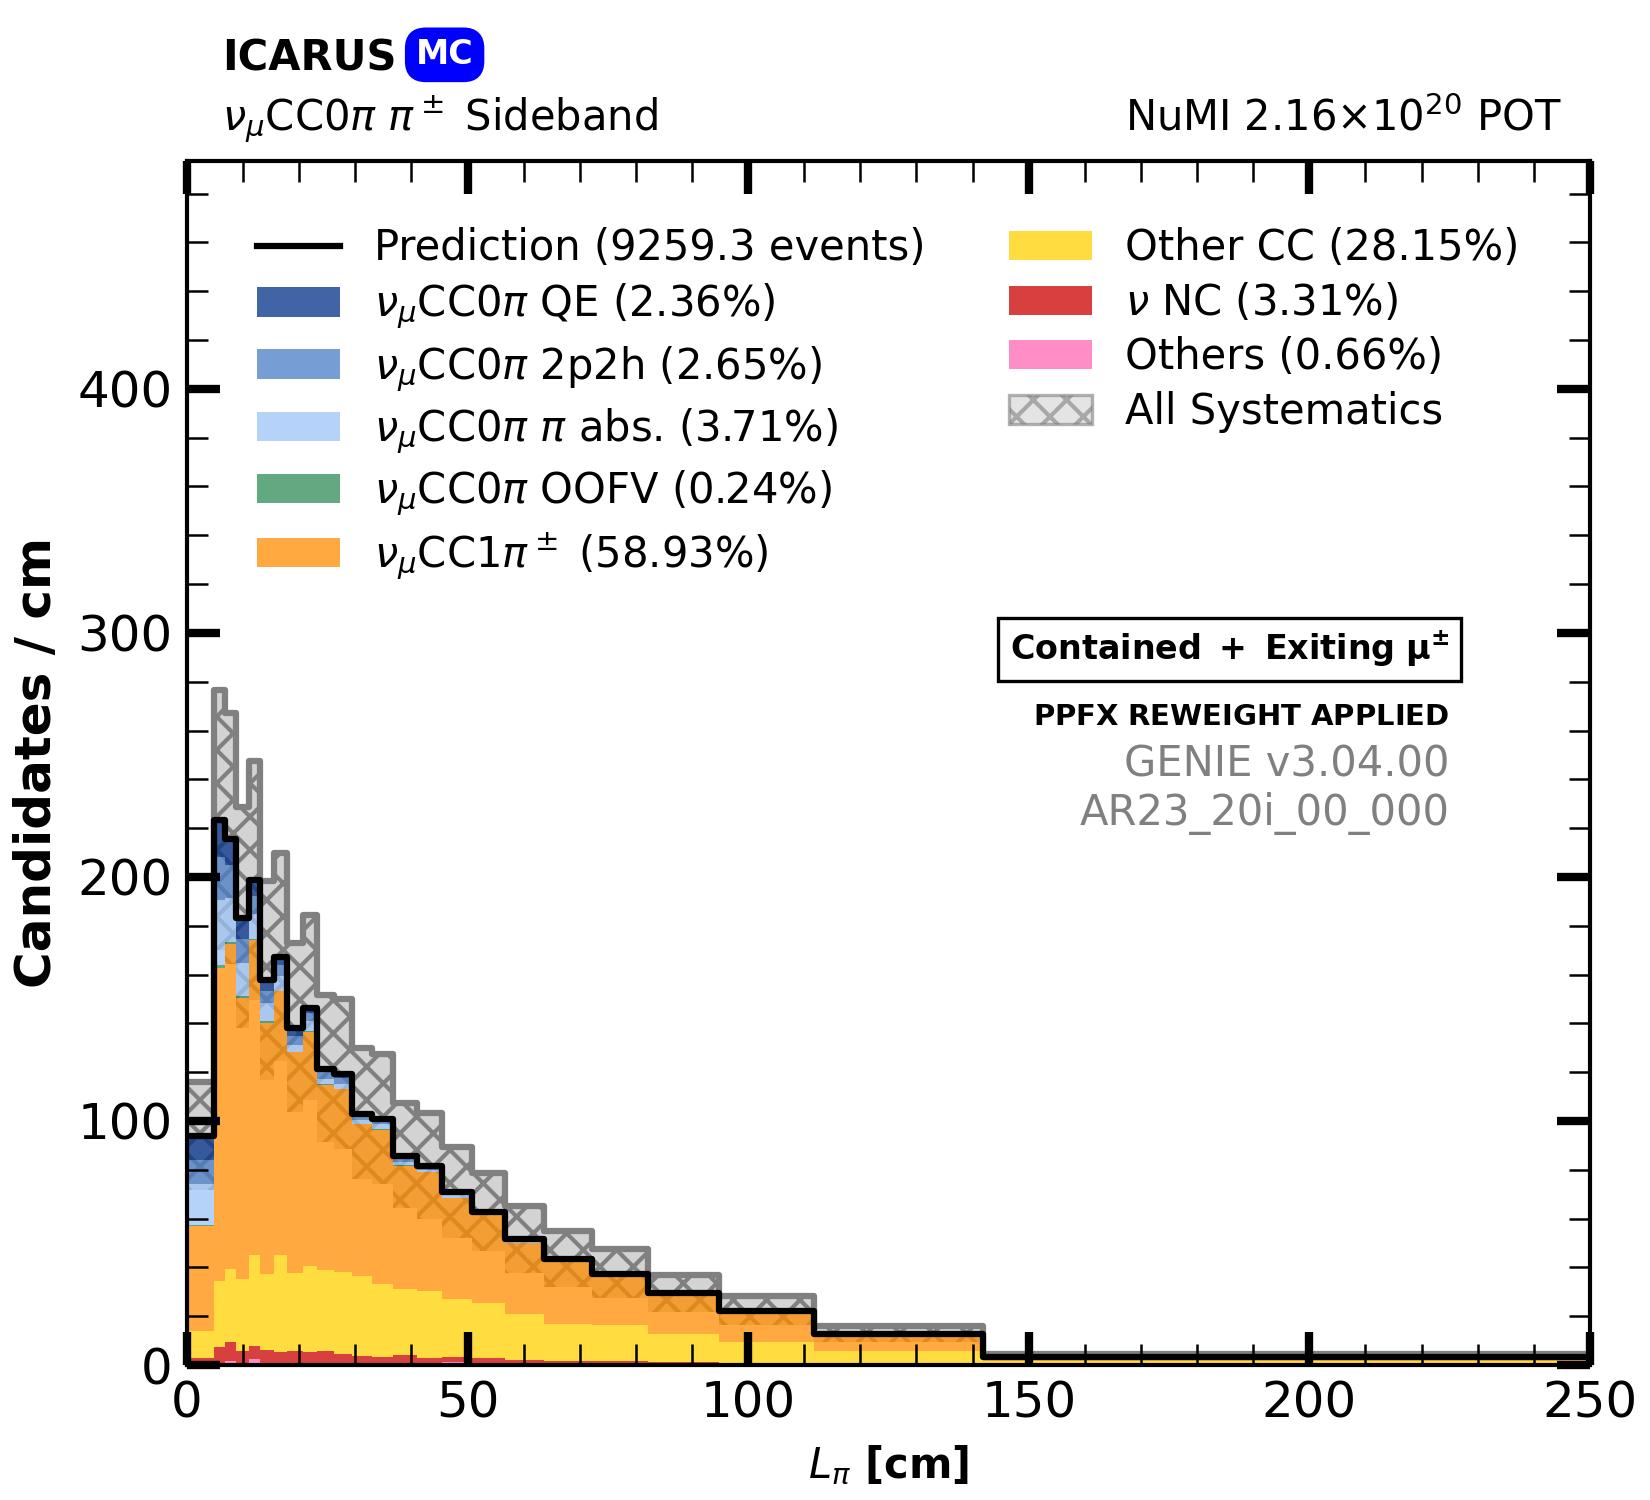 ICARUS MC
νμCC0π π± Sideband
NuMI 2.16×10²⁰ POT
Prediction (9259.3 events)
νμCC0π QE (2.36%)
νμCC0π 2p2h (2.65%)
νμCC0π π abs. (3.71%)
νμCC0π OOFV (0.24%)
νμCC1π± (58.93%)
Other CC (28.15%)
ν NC (3.31%)
Others (0.66%)
All Systematics
Contained + Exiting μ±
PPFX REWEIGHT APPLIED
GENIE v3.04.00
AR23_20i_00_000
Candidates / cm
400
300
200
100
0
0 50 100 150 200 250
Lπ [cm]